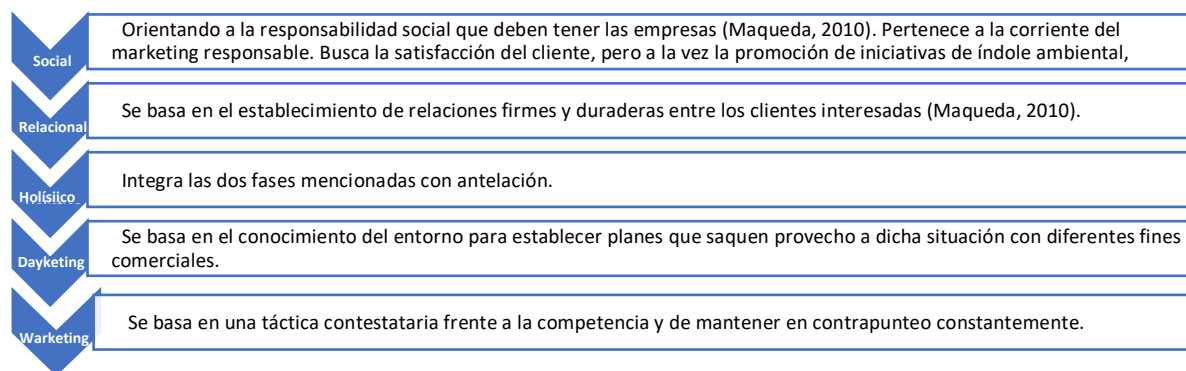 Social
Orientando a la responsabilidad social que deben tener las empresas (Maqueda, 2010). Pertenece a la corriente del
marketing responsable. Busca la satisfacción del cliente, pero a la vez la promoción de iniciativas de índole ambiental,
Relacional
Se basa en el establecimiento de relaciones firmes y duraderas entre los clientes interesadas (Maqueda, 2010).
Holísiico
Integra las dos fases mencionadas con antelación.
Dayketing
Se basa en el conocimiento del entorno para establecer planes que saquen provecho a dicha situación con diferentes fines
comerciales.
Warketing
Se basa en una táctica contestataria frente a la competencia y de mantener en contrapunteo constantemente.